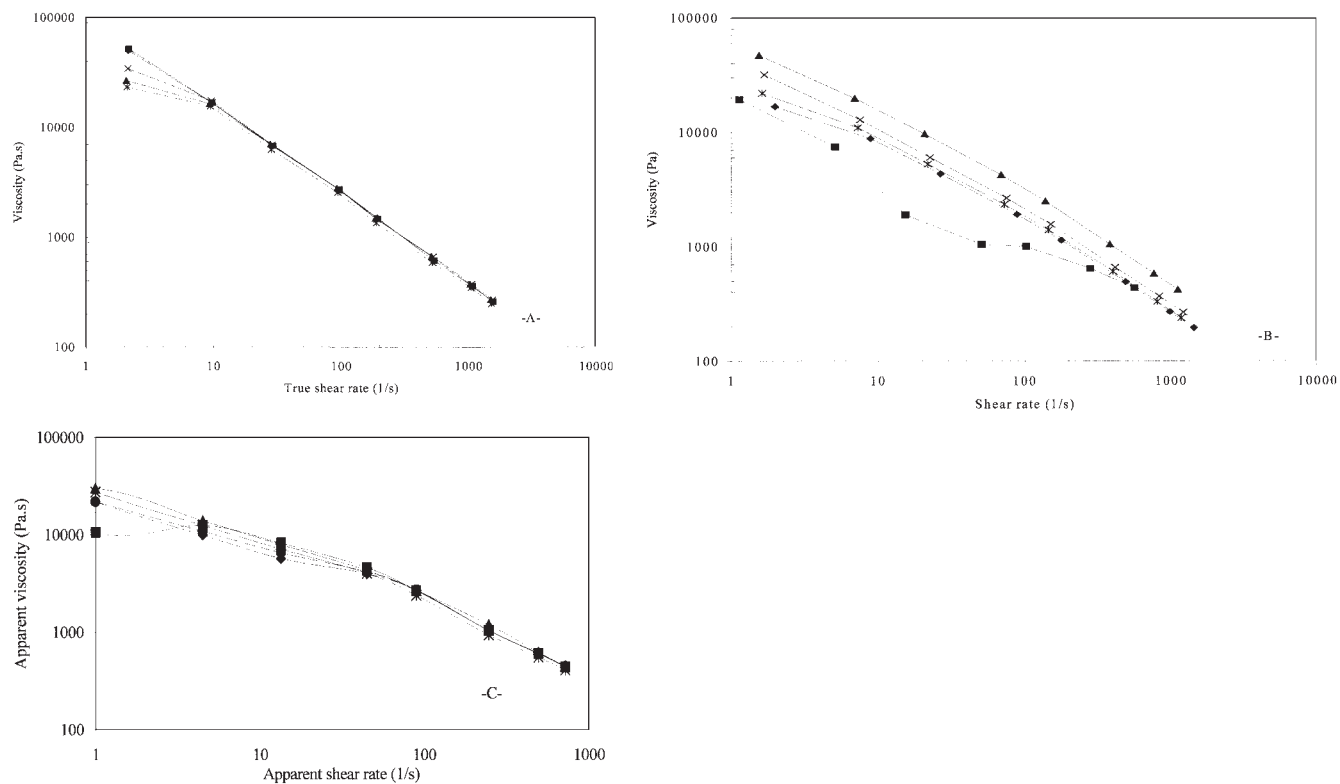 100000
10000
1000
100
Viscosity (Pa.s)
1
10
100
1000
10000
True shear rate (1/s)
-A-
100000
10000
1000
100
Viscosity (Pa)
1
10
100
1000
10000
Shear rate (1/s)
-B-
100000
10000
1000
100
Apparent viscosity (Pa.s)
1
10
100
1000
Apparent shear rate (1/s)
-C-